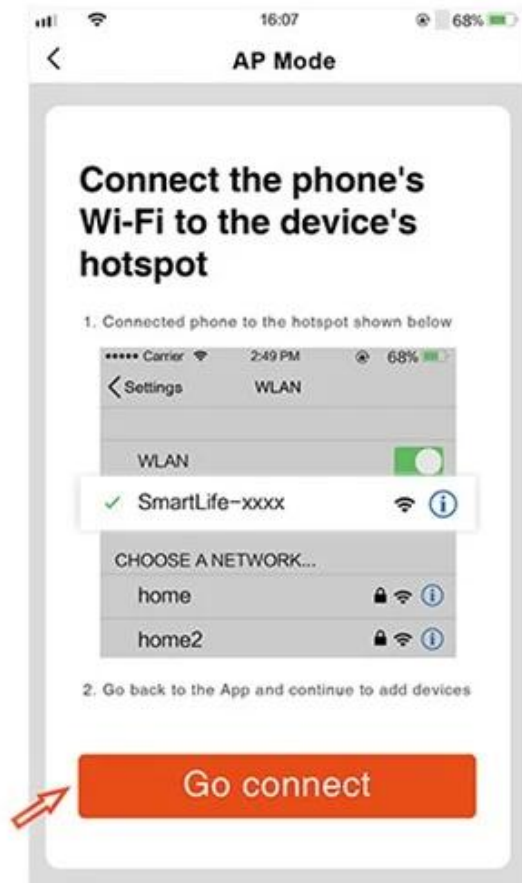 16:07 68%
AP Mode
Connect the phone's
Wi-Fi to the device's
hotspot
1. Connected phone to the hotspot shown below
Carrier 2:49 PM 68%
Settings WLAN
WLAN
SmartLife-xxxx
CHOOSE A NETWORK...
home
home2
2. Go back to the App and continue to add devices
Go connect